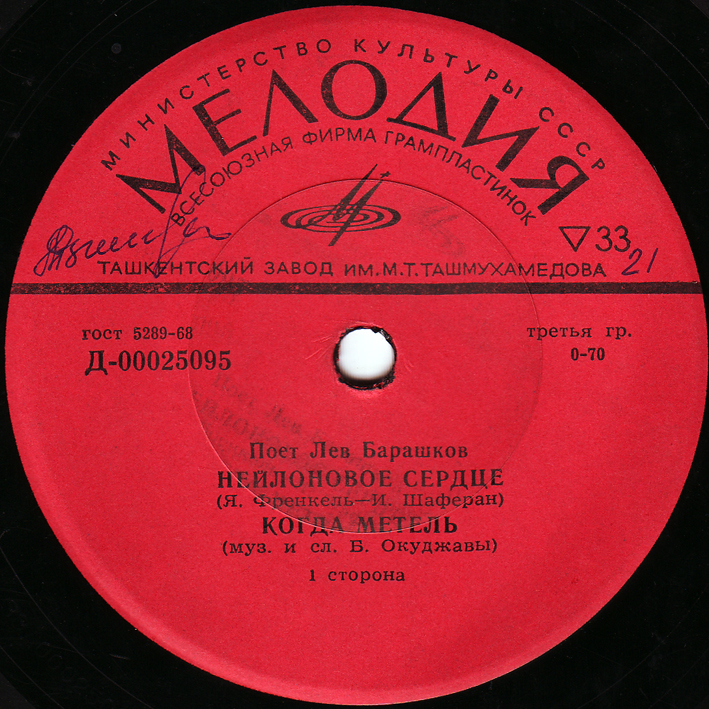 МИНИСТЕРСТВО КУЛЬТУРЫ СССР
МЕЛОДИЯ
ВСЕСОЮЗНАЯ ФИРМА ГРАМПЛАСТИНОК
▽33
21
ТАШКЕНТСКИЙ ЗАВОД ИМ. М.Т.ТАШМУХАМЕДОВА
гост 5289-68
третья гр.
Д-00025095
0-70
Поет Лев Барашков
НЕЙЛОНОВОЕ СЕРДЦЕ
(Я. Френкель—И. Шаферан)
КОГДА МЕТЕЛЬ
(муз. и сл. Б. Окуджавы)
1 сторона